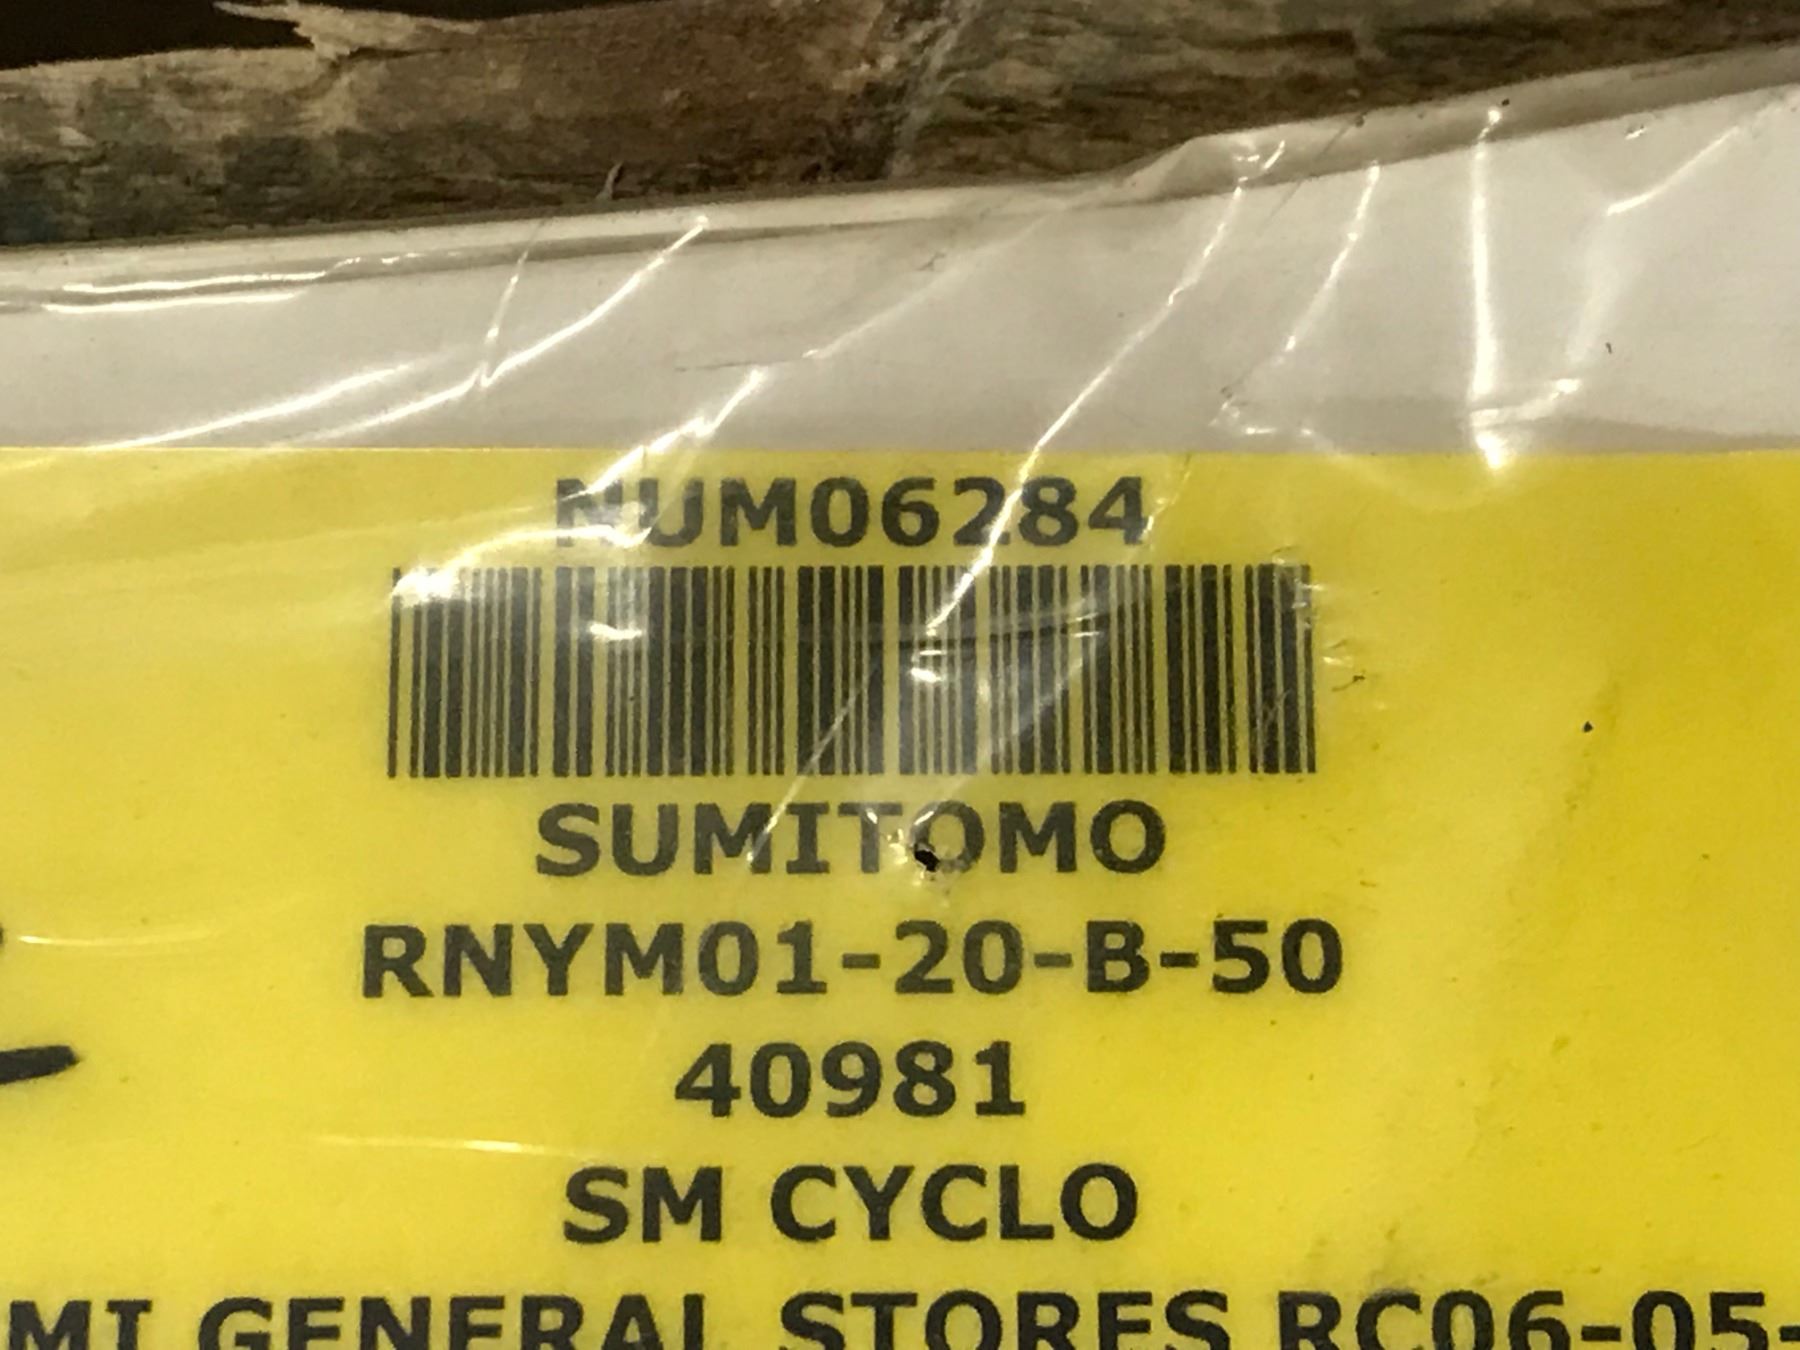 NUM06284
SUMITOMO
RNYM01-20-B-50
40981
SM CYCLO
MI GENERAL STORES RC06-05-